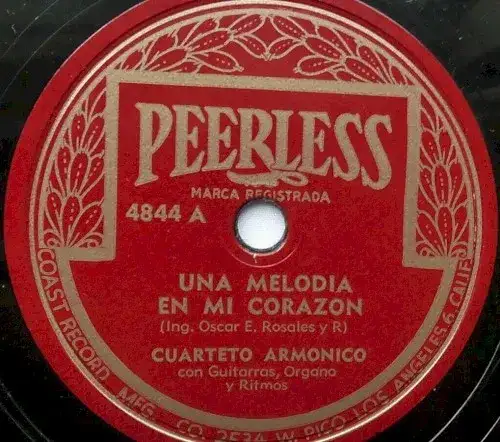 PEERLESS
MARCA REGISTRADA
4844 A
UNA MELODIA
EN MI CORAZON
(Ing. Oscar E. Rosales y R)
CUARTETO ARMONICO
con Guitarras, Organo
y Ritmos
COAST RECORD MFG. CO. 2534 W. PICO LOS ANGELES 6, CALIF.